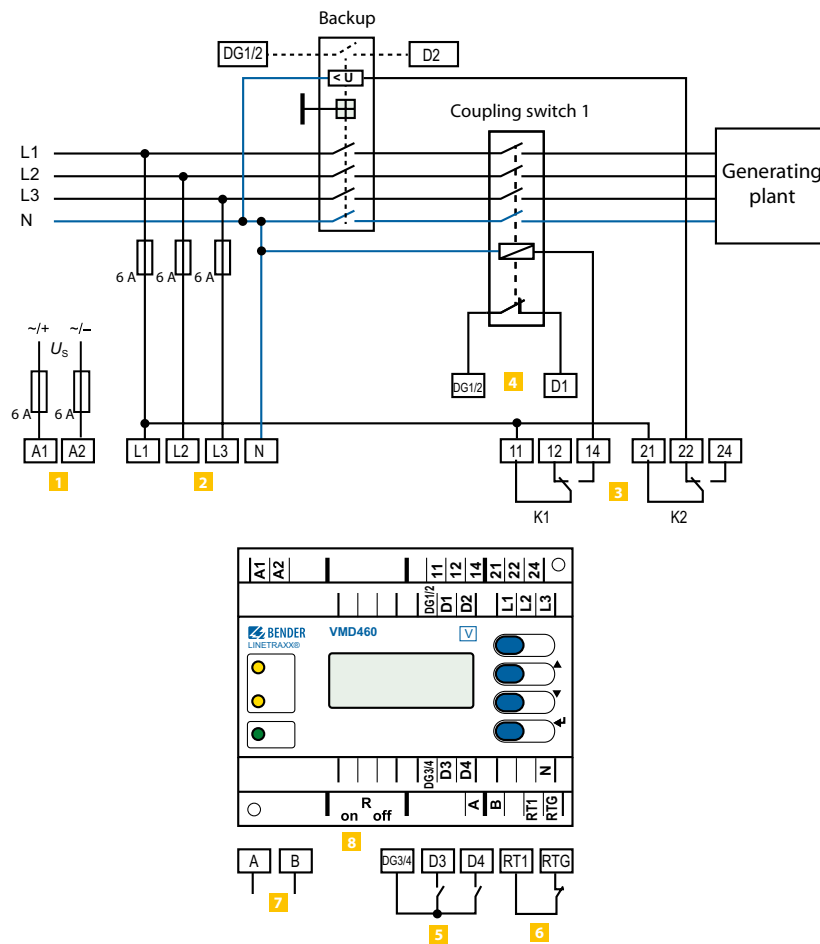 Backup
DG1/2
D2
< U
Coupling switch 1
L1
L2
L3
N
Generating
plant
6 A
6 A
6 A
~/+
~/–
US
6 A
6 A
DG1/2
4
D1
A1
A2
L1
L2
L3
N
11
12
14
21
22
24
1
2
3
K1
K2
A1
A2
11
12
14
21
22
24
DG1/2
D1
D2
L1
L2
L3
BENDER
LINETRAXX®
VMD460
V
DG3/4
D3
D4
N
R
on off
A
B
RT1
RTG
8
A
B
DG3/4
D3
D4
RT1
RTG
7
5
6